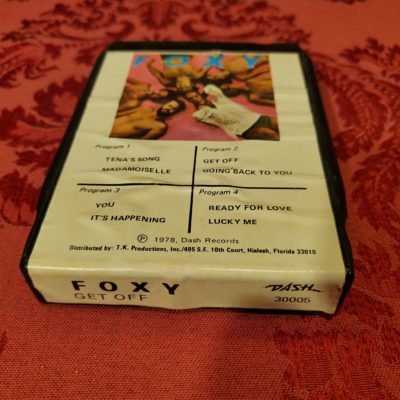 FOXY
Program 1
TENA'S SONG
MADAMOISELLE
Program 2
GET OFF
GOING BACK TO YOU
Program 3
YOU
IT'S HAPPENING
Program 4
READY FOR LOVE
LUCKY ME
Ⓟ 1978, Dash Records
Distributed by: T.K. Productions, Inc/495 S.E. 10th Court, Hialeah, Florida 33010
FOXY
GET OFF
DASH
30005